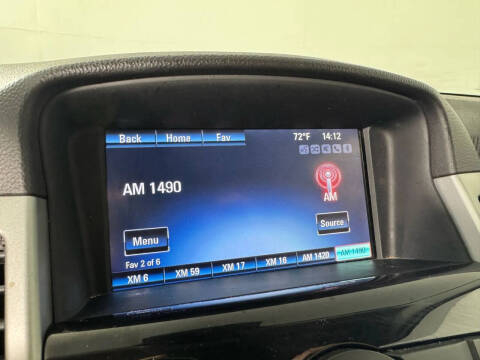 Back Home Fav 72°F 14:12
AM 1490
AM
Menu Source
Fav 2 of 6
XM 6 XM 59 XM 17 XM 16 AM 1420 AM 1490